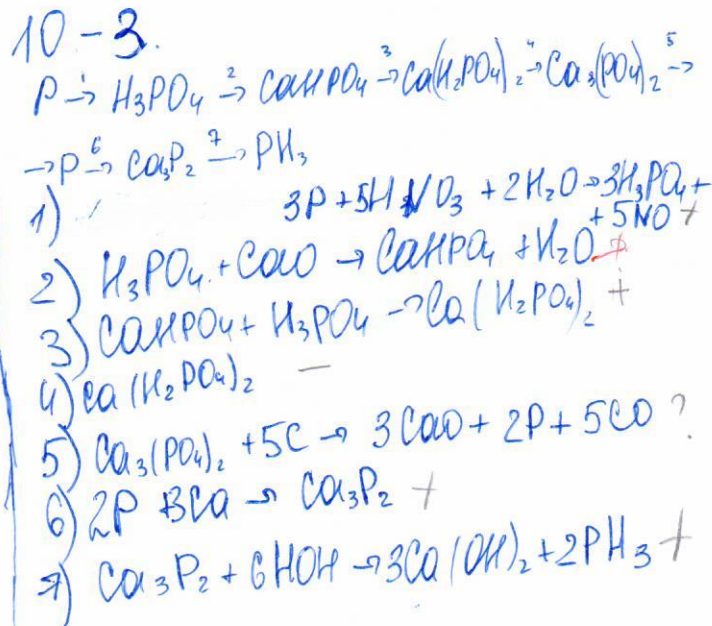 10-3.
P →¹ H₃PO₄ →² CaHPO₄ →³ Ca(H₂PO₄)₂ →⁴ Ca₃(PO₄)₂ →⁵
→ P →⁶ Ca₃P₂ →⁷ PH₃
1) 3P + 5HNO₃ + 2H₂O → 3H₃PO₄ +
+ 5NO +
2) H₃PO₄ + CaO → CaHPO₄ + H₂O +
3) CaHPO₄ + H₃PO₄ → Ca(H₂PO₄)₂ +
4) Ca(H₂PO₄)₂ —
5) Ca₃(PO₄)₂ + 5C → 3CaO + 2P + 5CO ?
6) 2P + 3Ca → Ca₃P₂ +
7) Ca₃P₂ + 6HOH → 3Ca(OH)₂ + 2PH₃ +